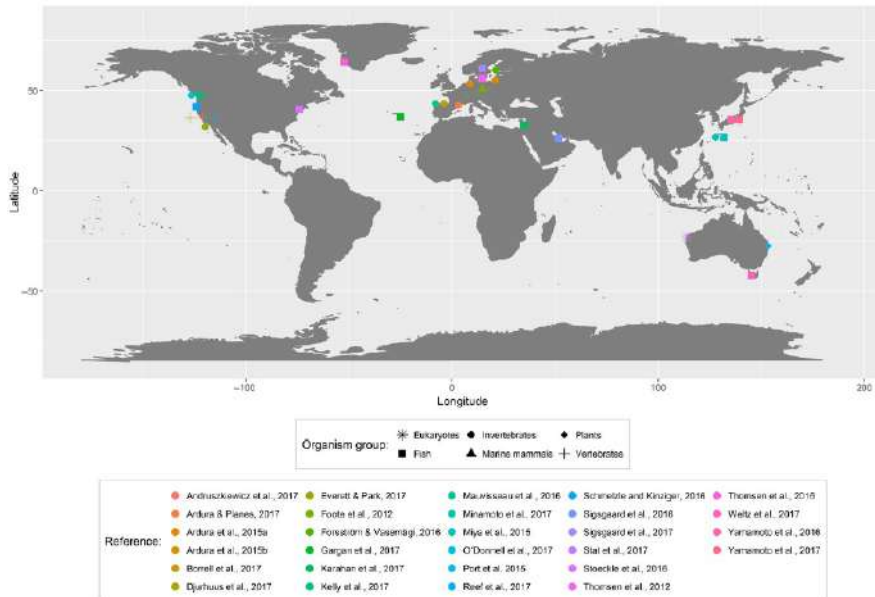 50
0
−50
Latitude
−100
0
100
200
Longitude
Organism group:
Eukaryotes
Invertebrates
Plants
Fish
Marine mammals
Vertebrates
Reference:
Andruszkiewicz et al., 2017
Everett & Park, 2017
Mauvisseau et al., 2016
Schmelzle and Kinziger, 2016
Thomsen et al., 2016
Ardura & Planes, 2017
Foote et al., 2012
Minamoto et al., 2017
Sigsgaard et al., 2016
Weltz et al., 2017
Ardura et al., 2015a
Forsström & Vasemägi, 2016
Miya et al., 2015
Sigsgaard et al., 2017
Yamamoto et al., 2016
Ardura et al., 2015b
Gargan et al., 2017
O'Donnell et al., 2017
Stat et al., 2017
Yamamoto et al., 2017
Borrell et al., 2017
Karahan et al., 2017
Port et al., 2015
Stoeckle et al., 2016
Djurhuus et al., 2017
Kelly et al., 2017
Reef et al., 2017
Thomsen et al., 2012